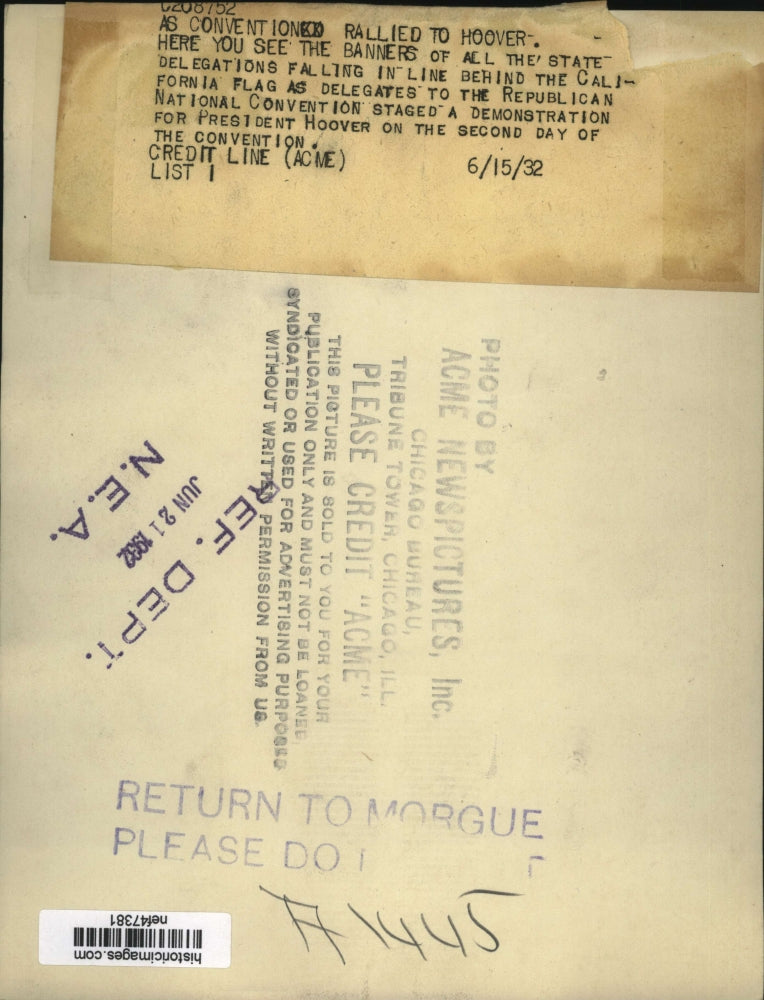 C208752
AS CONVENTIONED RALLIED TO HOOVER-.
HERE YOU SEE THE BANNERS OF ALL THE STATE
DELEGATIONS FALLING IN LINE BEHIND THE CALI-
FORNIA FLAG AS DELEGATES TO THE REPUBLICAN
NATIONAL CONVENTION STAGED A DEMONSTRATION
FOR PRESIDENT HOOVER ON THE SECOND DAY OF
THE CONVENTION.
CREDIT LINE (ACME) 6/15/32
LIST 1
PHOTO BY
ACME NEWSPICTURES, Inc.
CHICAGO BUREAU,
TRIBUNE TOWER, CHICAGO, ILL.
PLEASE CREDIT "ACME"
THIS PICTURE IS SOLD TO YOU FOR YOUR
PUBLICATION ONLY AND MUST NOT BE LOANED
SYNDICATED OR USED FOR ADVERTISING PURPOSES
WITHOUT WRITTEN PERMISSION FROM US.
REF. DEPT.
JUN 21 1932
N.E.A.
RETURN TO MORGUE
PLEASE DO
#1445
historicimages.com
nef47381